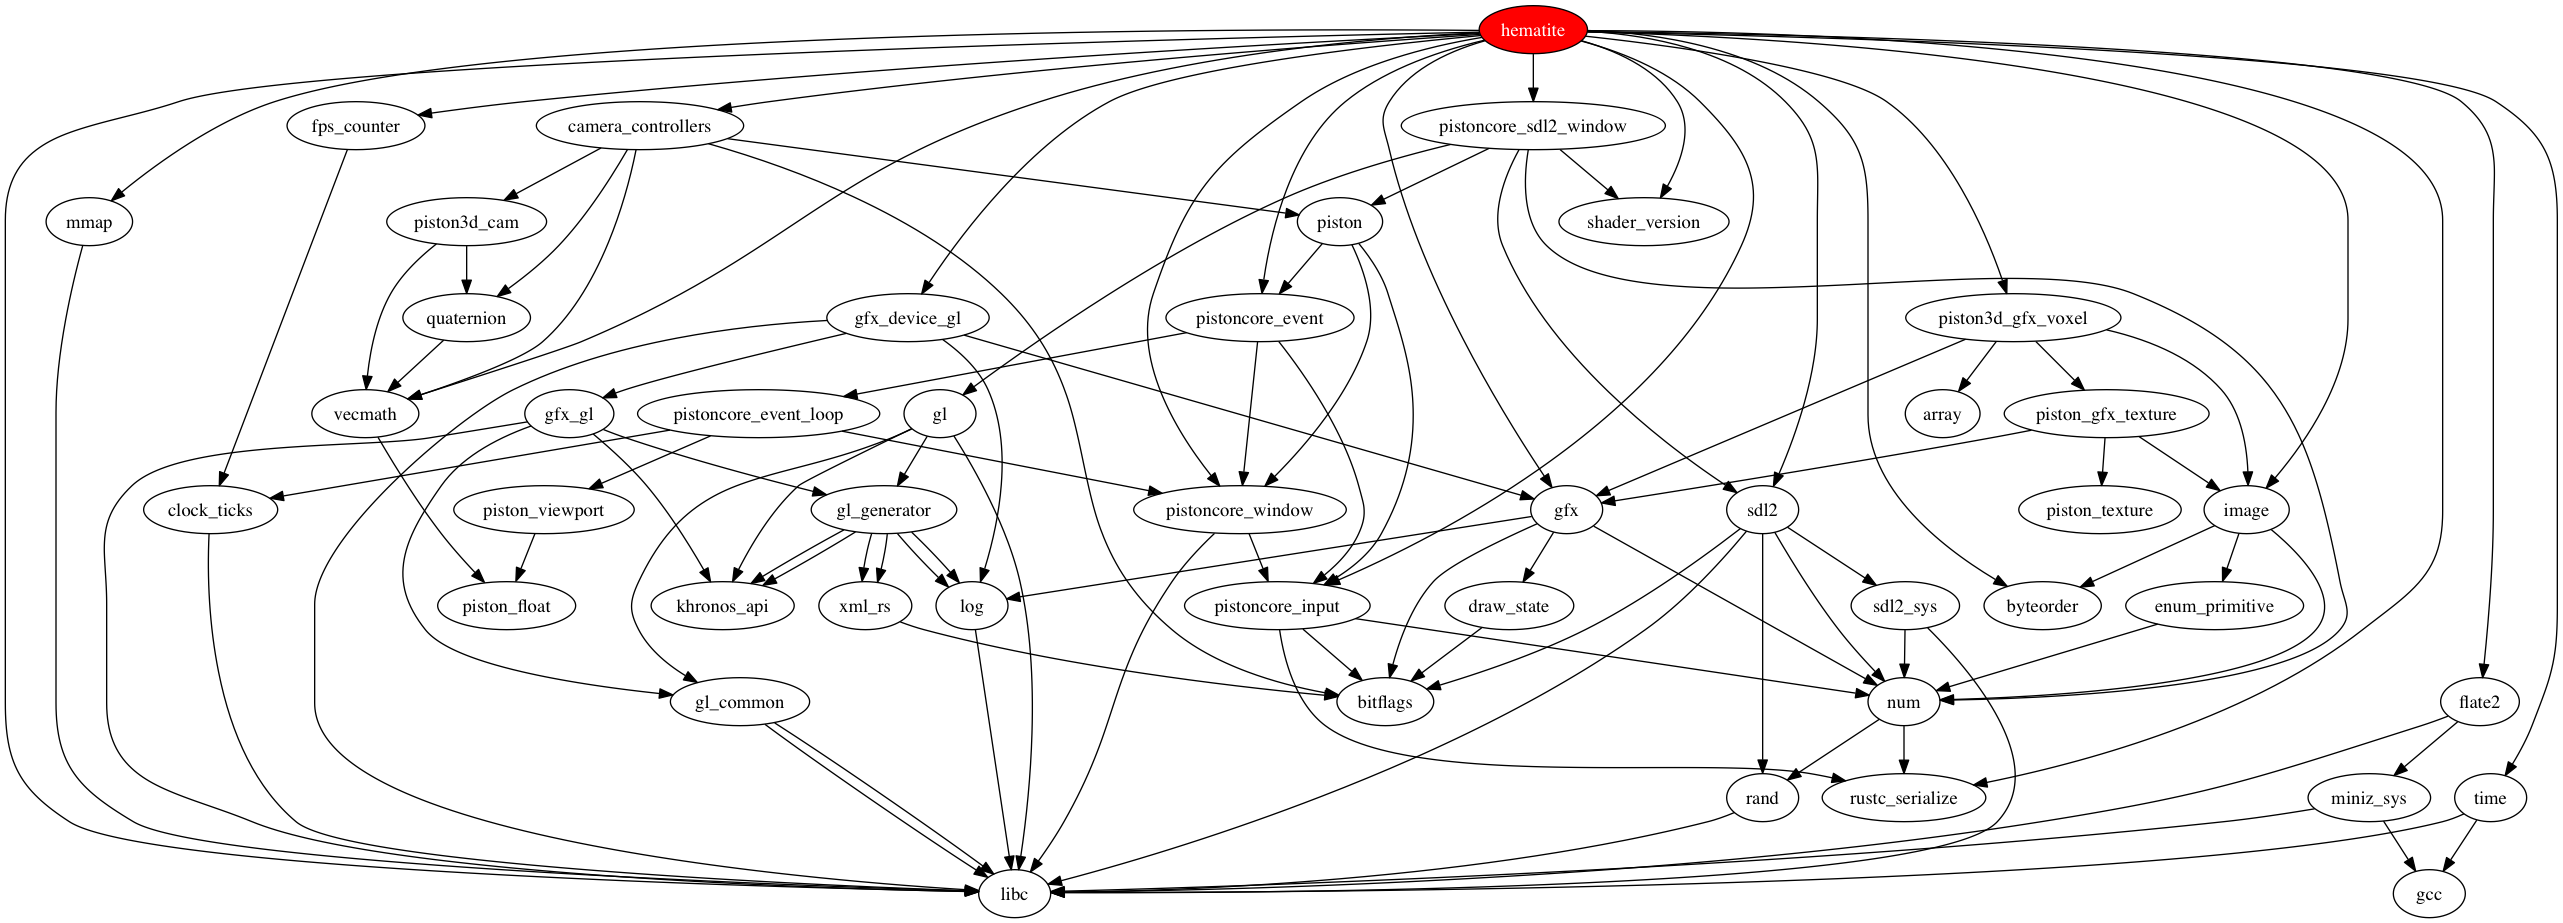 hematite
fps_counter
camera_controllers
pistoncore_sdl2_window
mmap
piston3d_cam
piston
shader_version
quaternion
gfx_device_gl
pistoncore_event
piston3d_gfx_voxel
vecmath
gfx_gl
pistoncore_event_loop
gl
array
piston_gfx_texture
clock_ticks
piston_viewport
gl_generator
pistoncore_window
gfx
sdl2
piston_texture
image
piston_float
khronos_api
xml_rs
log
pistoncore_input
draw_state
sdl2_sys
byteorder
enum_primitive
gl_common
bitflags
num
flate2
rand
rustc_serialize
miniz_sys
time
libc
gcc